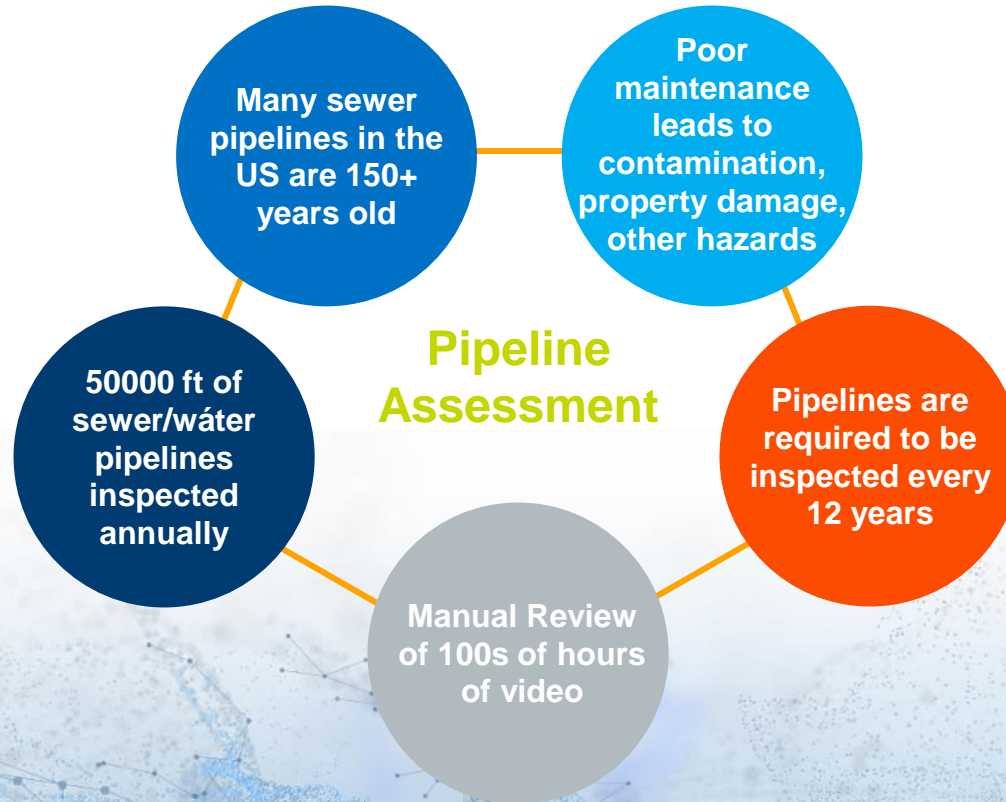 Many sewer
pipelines in the
US are 150+
years old
Poor
maintenance
leads to
contamination,
property damage,
other hazards
Pipeline
Assessment
50000 ft of
sewer/wáter
pipelines
inspected
annually
Pipelines are
required to be
inspected every
12 years
Manual Review
of 100s of hours
of video